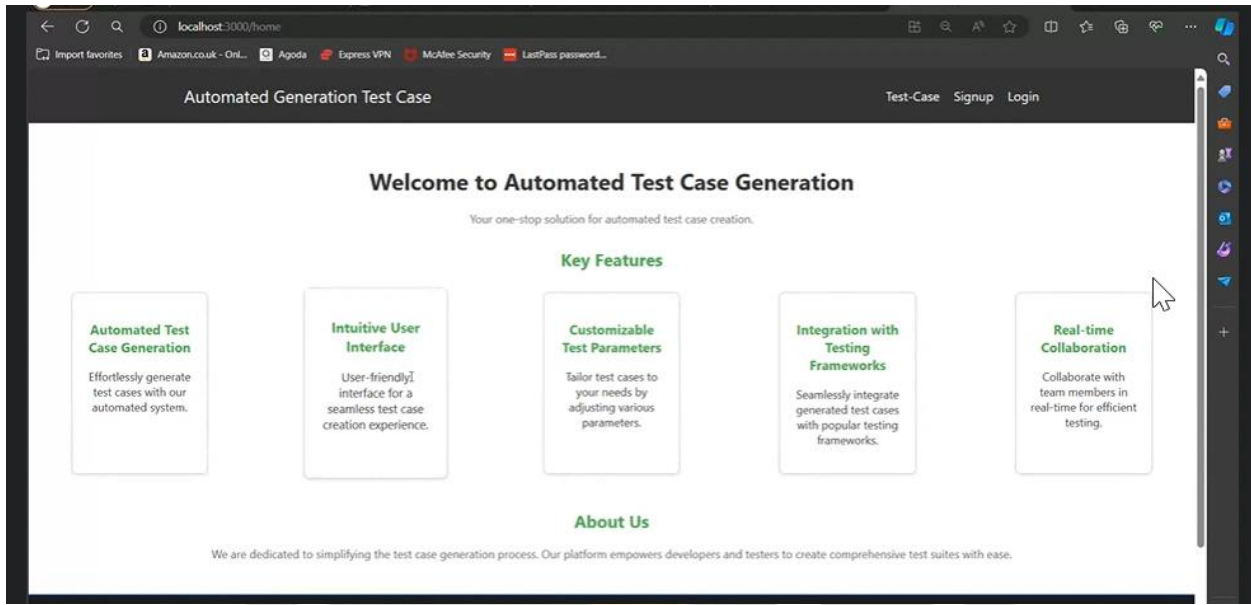 localhost:3000/home
Import favorites
Amazon.co.uk - Onl...
Agoda
Express VPN
McAfee Security
LastPass password...
Automated Generation Test Case
Test-Case Signup Login
Welcome to Automated Test Case Generation
Your one-stop solution for automated test case creation.
Key Features
Automated Test
Case Generation
Effortlessly generate
test cases with our
automated system.
Intuitive User
Interface
User-friendly
interface for a
seamless test case
creation experience.
Customizable
Test Parameters
Tailor test cases to
your needs by
adjusting various
parameters.
Integration with
Testing
Frameworks
Seamlessly integrate
generated test cases
with popular testing
frameworks.
Real-time
Collaboration
Collaborate with
team members in
real-time for efficient
testing.
About Us
We are dedicated to simplifying the test case generation process. Our platform empowers developers and testers to create comprehensive test suites with ease.